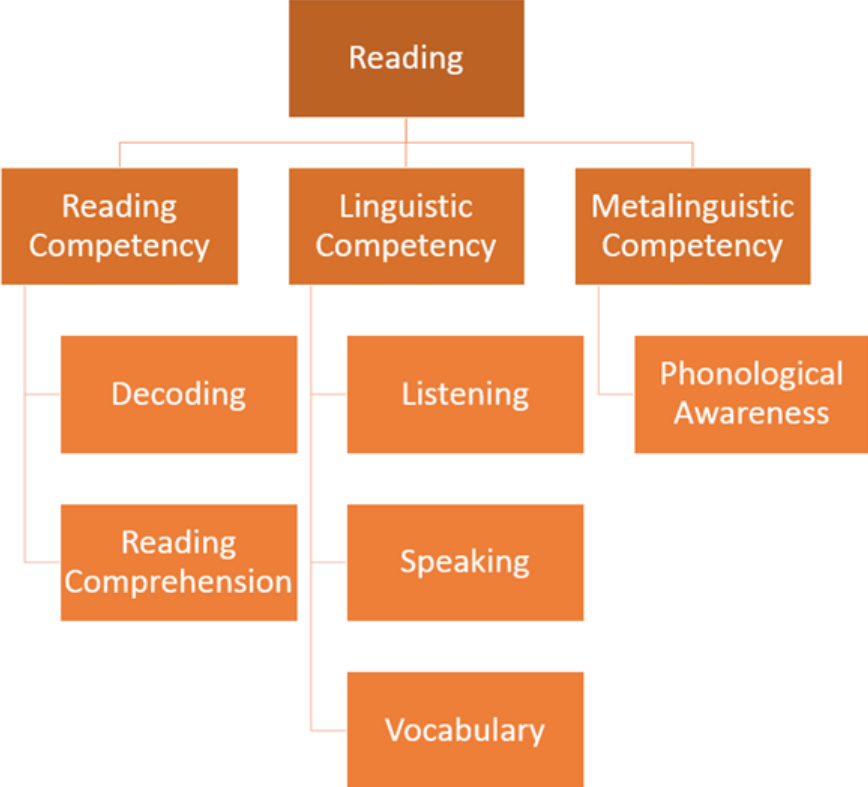 Reading
Reading
Competency
Linguistic
Competency
Metalinguistic
Competency
Decoding
Listening
Phonological
Awareness
Reading
Comprehension
Speaking
Vocabulary